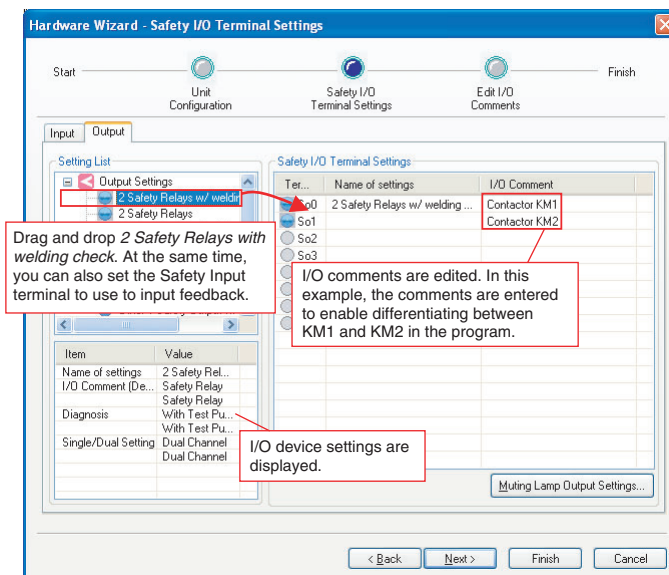 Hardware Wizard - Safety I/O Terminal Settings
Start
Unit
Configuration
Safety I/O
Terminal Settings
Edit I/O
Comments
Finish
Input
Output
Setting List
Output Settings
2 Safety Relays w/ weldin
2 Safety Relays
Drag and drop 2 Safety Relays with
welding check. At the same time,
you can also set the Safety Input
terminal to use to input feedback.
Item Value
Name of settings 2 Safety Rel...
I/O Comment (De... Safety Relay
Safety Relay
Diagnosis With Test Pu...
With Test Pu...
Single/Dual Setting Dual Channel
Dual Channel
I/O device settings are
displayed.
Safety I/O Terminal Settings
Ter... Name of settings I/O Comment
So0 2 Safety Relays w/ welding ... Contactor KM1
So1 Contactor KM2
So2
So3
I/O comments are edited. In this
example, the comments are entered
to enable differentiating between
KM1 and KM2 in the program.
Muting Lamp Output Settings...
< Back
Next >
Finish
Cancel